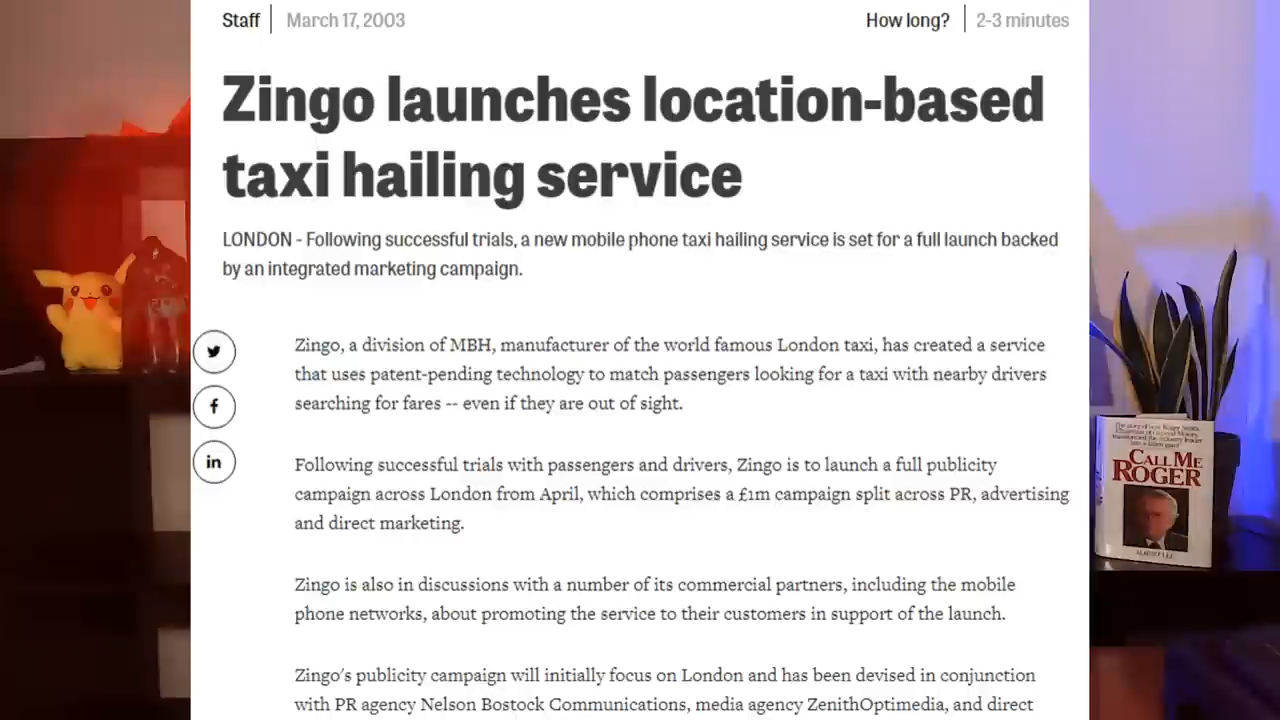 Staff
March 17, 2003
How long?
2-3 minutes
Zingo launches location-based
taxi hailing service
LONDON - Following successful trials, a new mobile phone taxi hailing service is set for a full launch backed
by an integrated marketing campaign.
Zingo, a division of MBH, manufacturer of the world famous London taxi, has created a service
that uses patent-pending technology to match passengers looking for a taxi with nearby drivers
searching for fares -- even if they are out of sight.
in
Following successful trials with passengers and drivers, Zingo is to launch a full publicity
campaign across London from April, which comprises a £1m campaign split across PR, advertising
and direct marketing.
Zingo is also in discussions with a number of its commercial partners, including the mobile
phone networks, about promoting the service to their customers in support of the launch.
Zingo's publicity campaign will initially focus on London and has been devised in conjunction
with PR agency Nelson Bostock Communications, media agency ZenithOptimedia, and direct
CALL ME
ROGER
ALBERT LEE